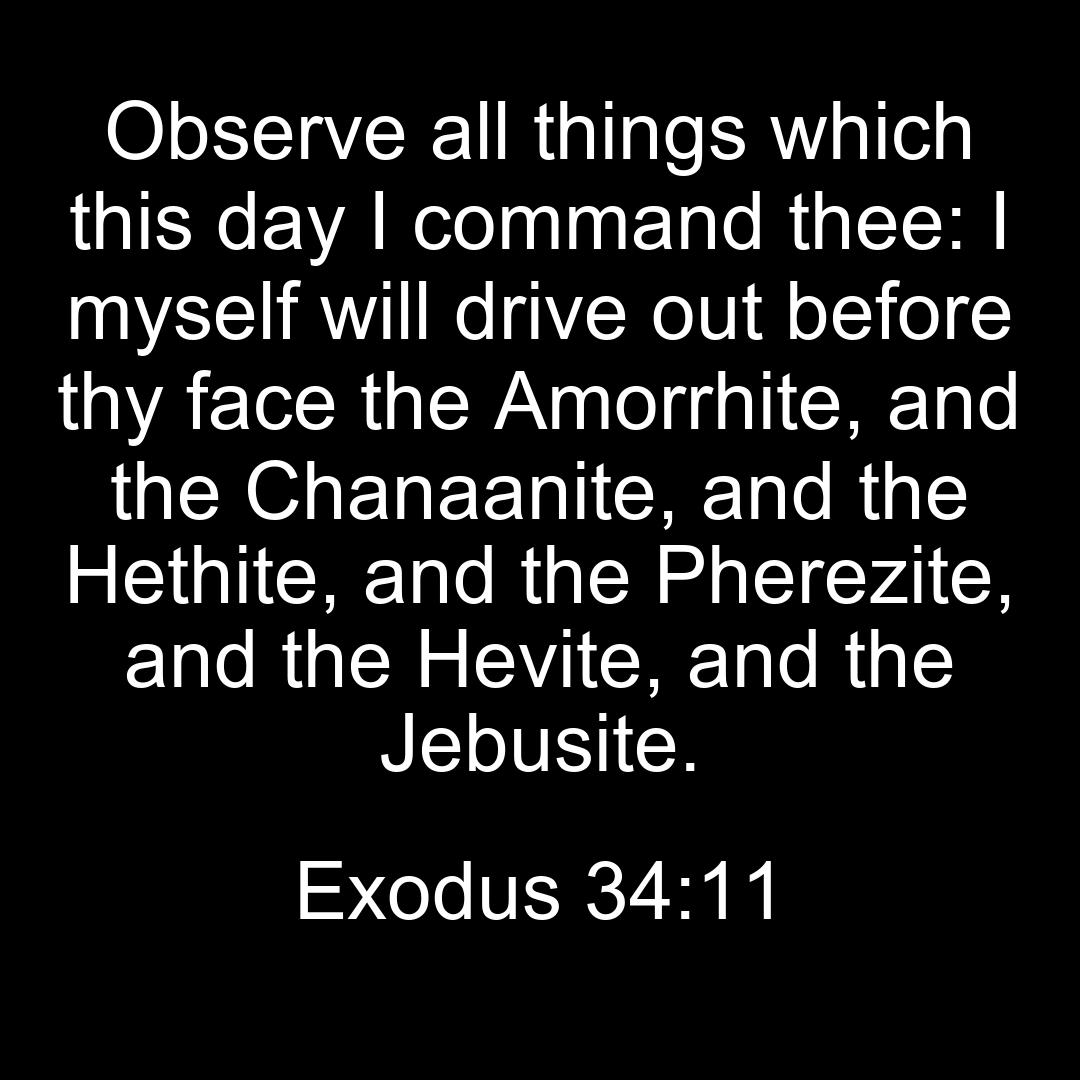 Observe all things which
this day I command thee: I
myself will drive out before
thy face the Amorrhite, and
the Chanaanite, and the
Hethite, and the Pherezite,
and the Hevite, and the
Jebusite.
Exodus 34:11